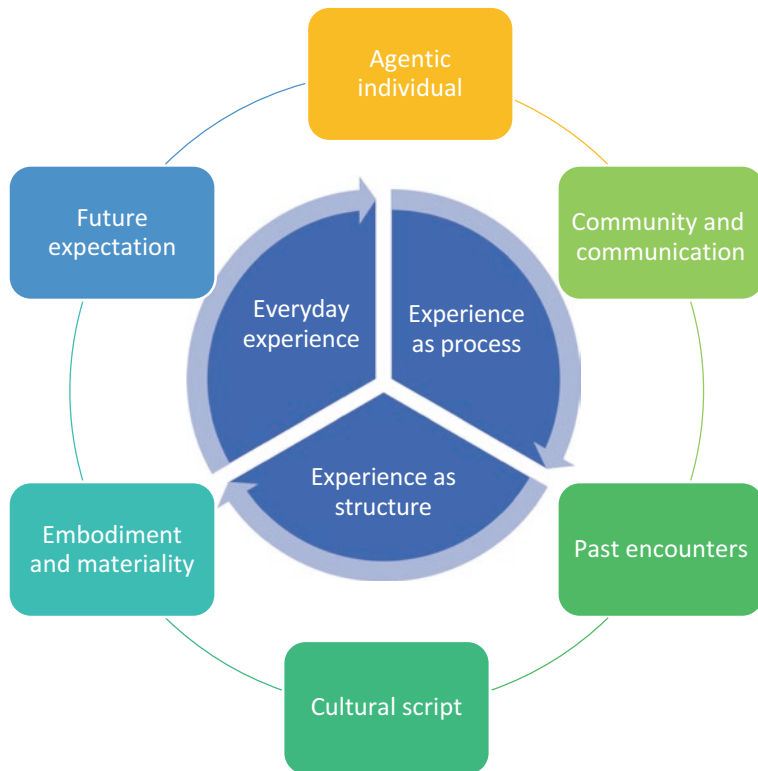 Agentic
individual
Community and
communication
Past encounters
Cultural script
Embodiment
and materiality
Future
expectation
Everyday
experience
Experience
as process
Experience as
structure